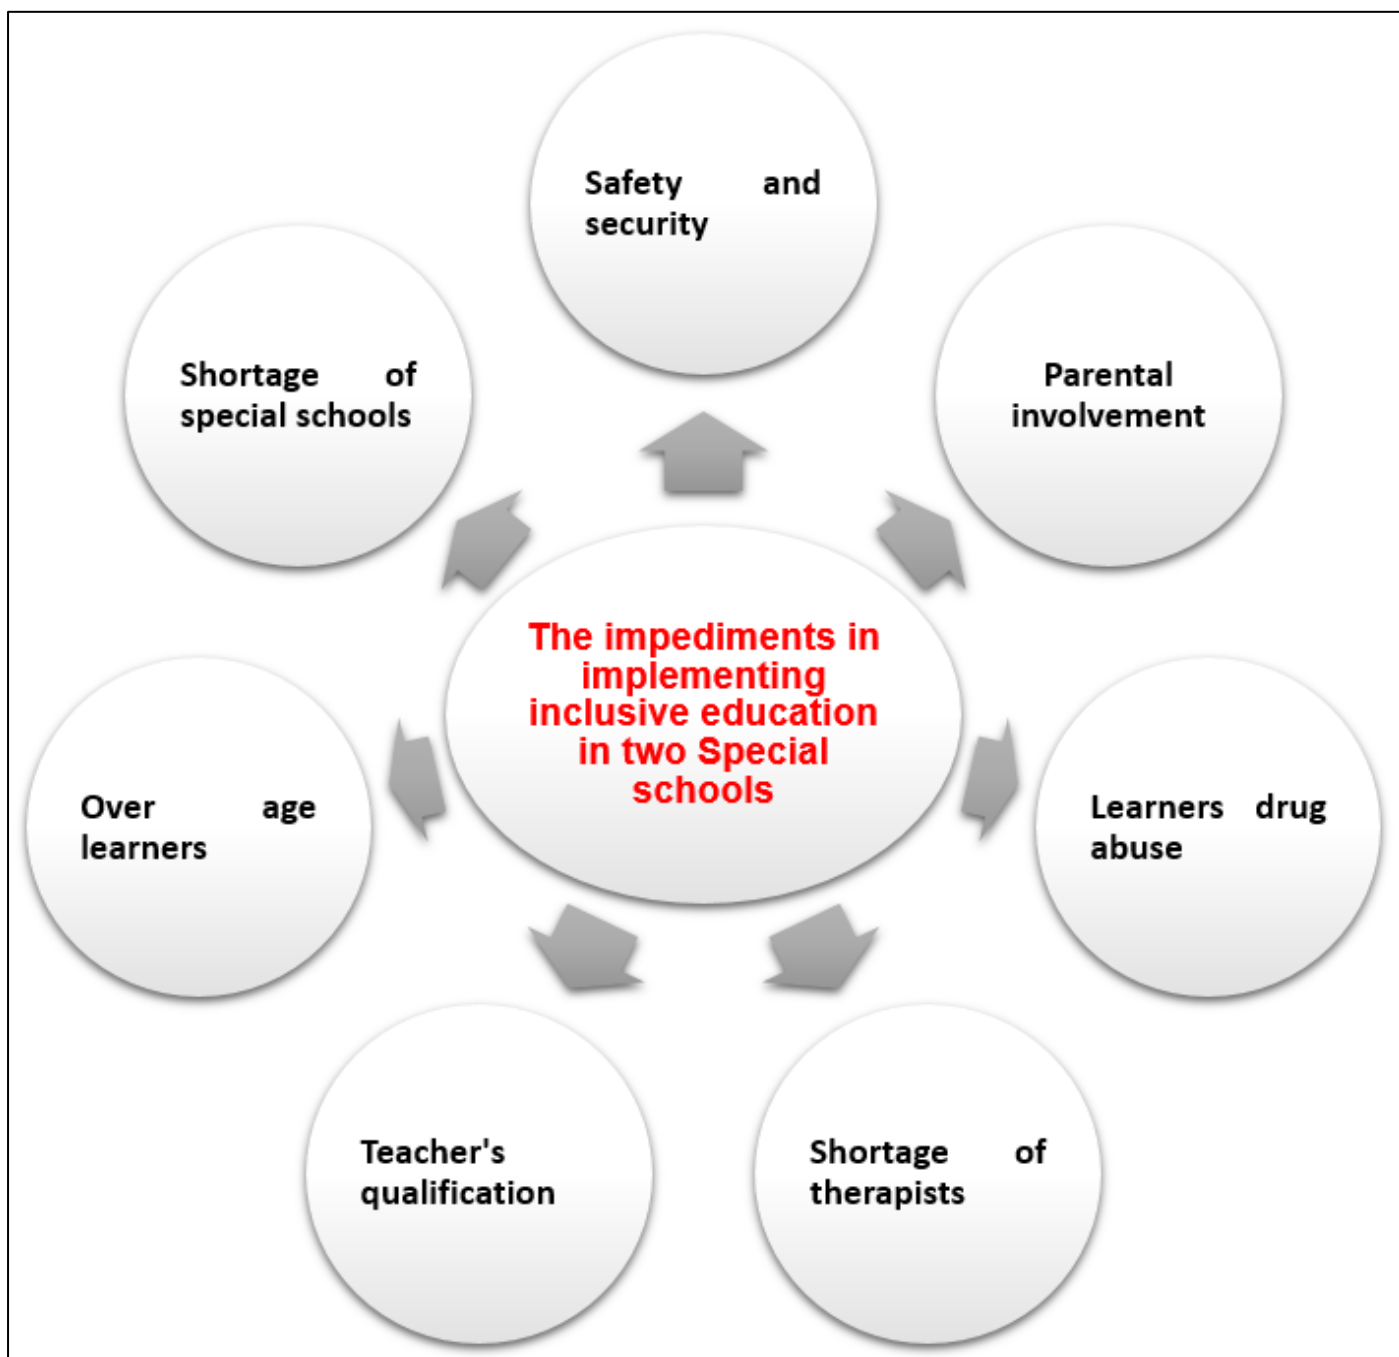 Safety and
security
Shortage of
special schools
Parental
involvement
The impediments in
implementing
inclusive education
in two Special
schools
Over age
learners
Learners drug
abuse
Teacher's
qualification
Shortage of
therapists